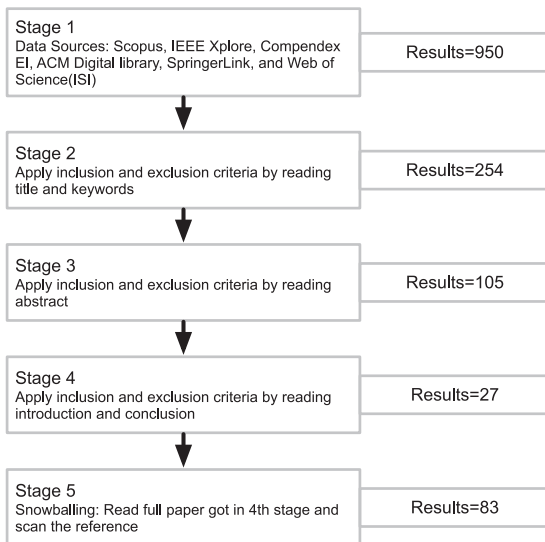 Stage 1
Data Sources: Scopus, IEEE Xplore, Compendex
EI, ACM Digital library, SpringerLink, and Web of
Science(ISI)
Results=950
Stage 2
Apply inclusion and exclusion criteria by reading
title and keywords
Results=254
Stage 3
Apply inclusion and exclusion criteria by reading
abstract
Results=105
Stage 4
Apply inclusion and exclusion criteria by reading
introduction and conclusion
Results=27
Stage 5
Snowballing: Read full paper got in 4th stage and
scan the reference
Results=83